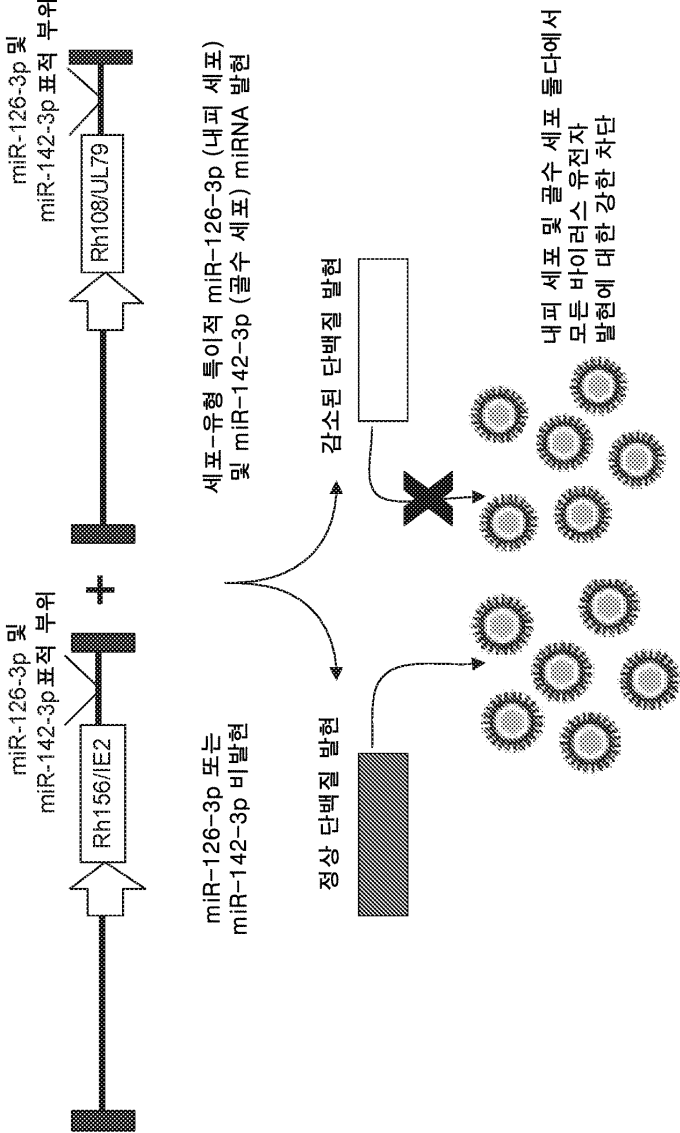 miR-126-3p 및
miR-142-3p 표적 부위
Rh156/IE2
+
miR-126-3p 및
miR-142-3p 표적 부위
Rh108/UL79
miR-126-3p 또는
miR-142-3p 비발현
세포-유형 특이적 miR-126-3p (내피 세포)
및 miR-142-3p (골수 세포) miRNA 발현
정상 단백질 발현
감소된 단백질 발현
내피 세포 및 골수 세포 둘다에서
모든 바이러스 유전자
발현에 대한 강한 차단